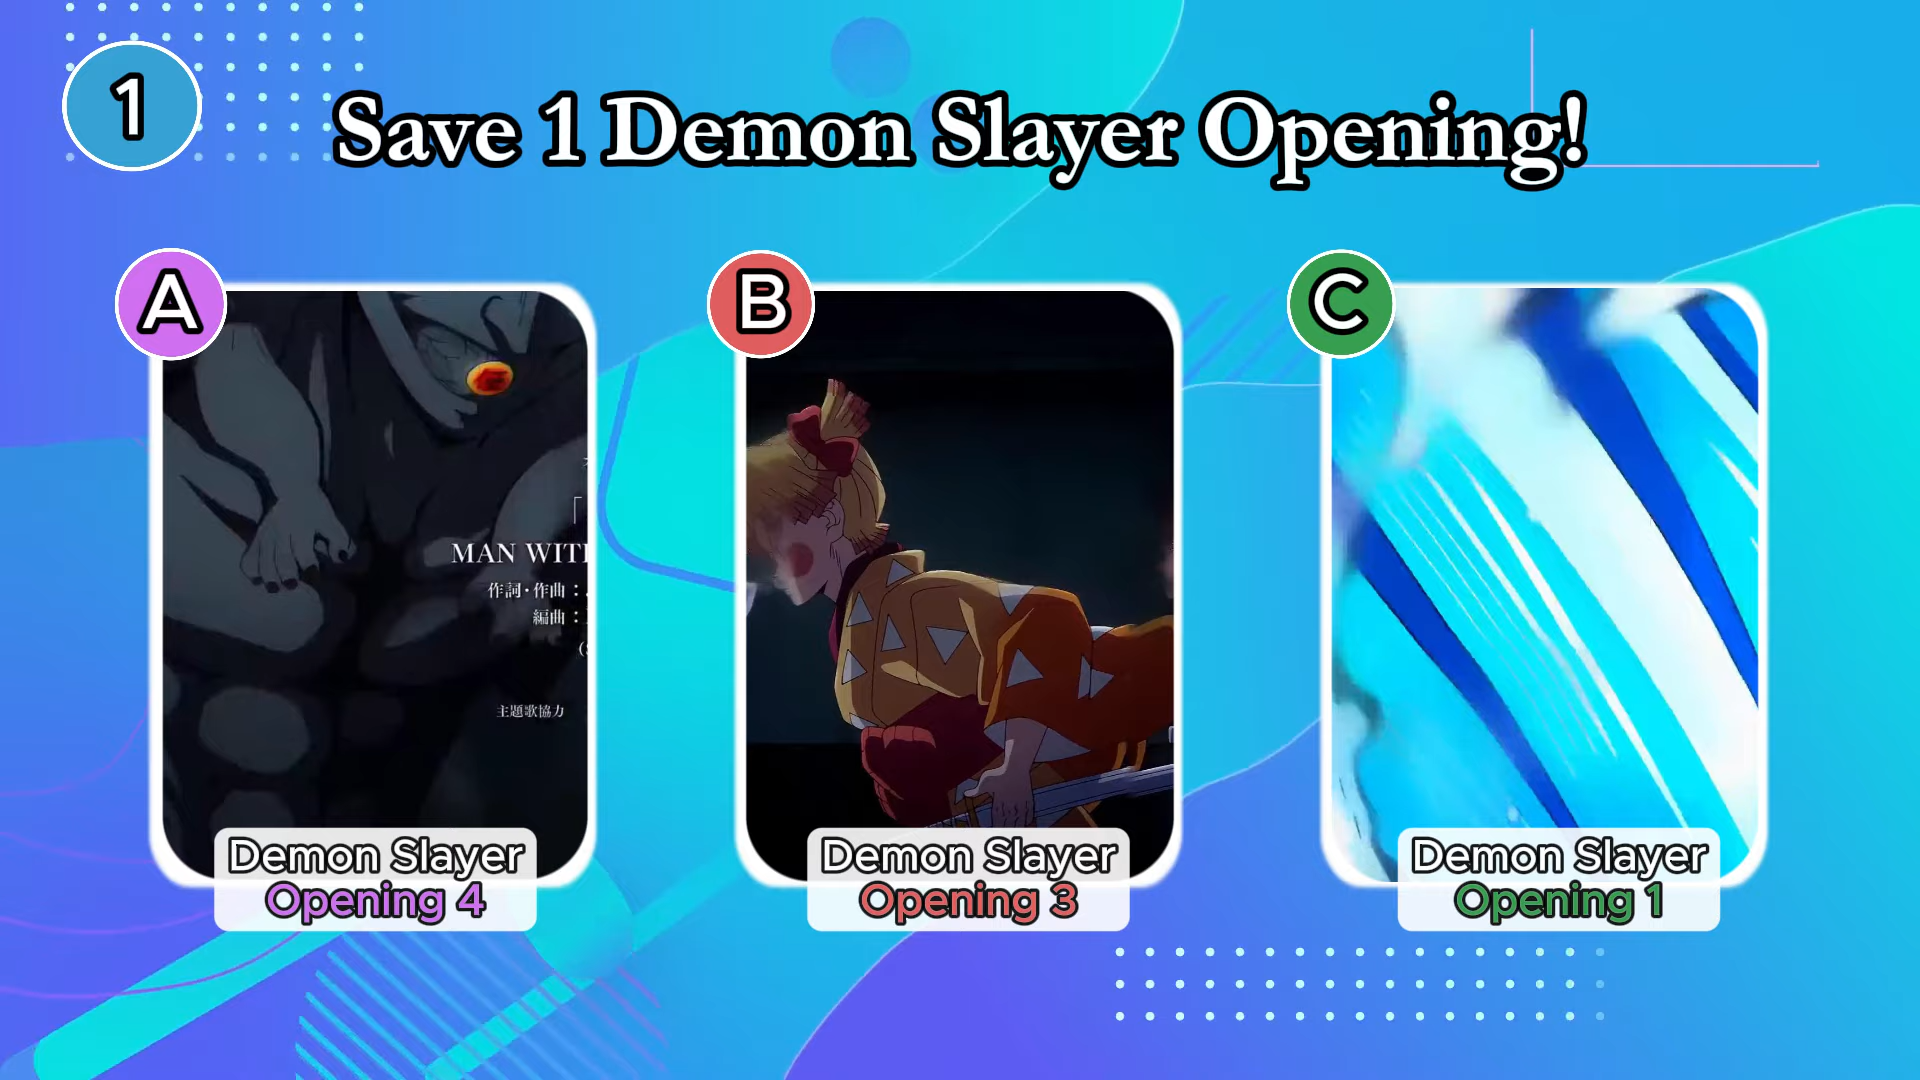 1
Save 1 Demon Slayer Opening!
A
B
C
「
MAN WITH
作詞・作曲：
編曲：
主題歌協力
Demon Slayer
Opening 4
Demon Slayer
Opening 3
Demon Slayer
Opening 1